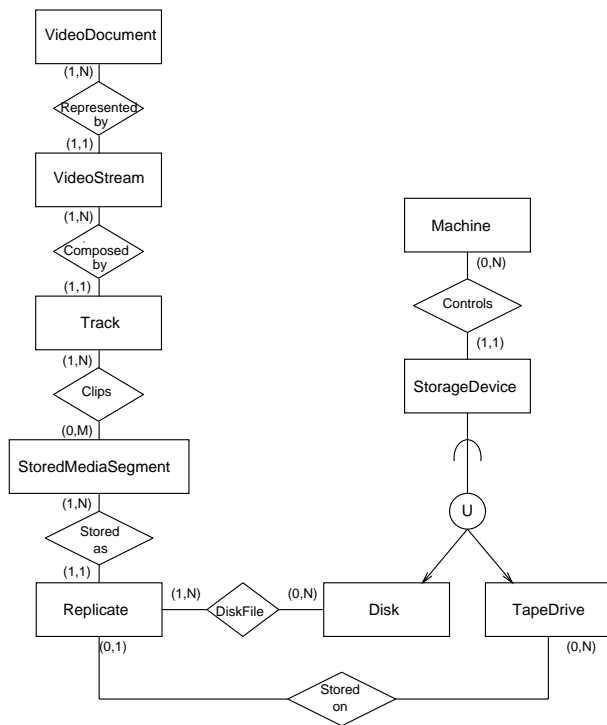 VideoDocument
(1,N)
Represented
by
(1,1)
VideoStream
(1,N)
Composed
by
(1,1)
Track
(1,N)
Clips
(0,M)
StoredMediaSegment
(1,N)
Stored
as
(1,1)
Replicate
(0,1)
(1,N)
DiskFile
(0,N)
Disk
Machine
(0,N)
Controls
(1,1)
StorageDevice
U
TapeDrive
(0,N)
Stored
on